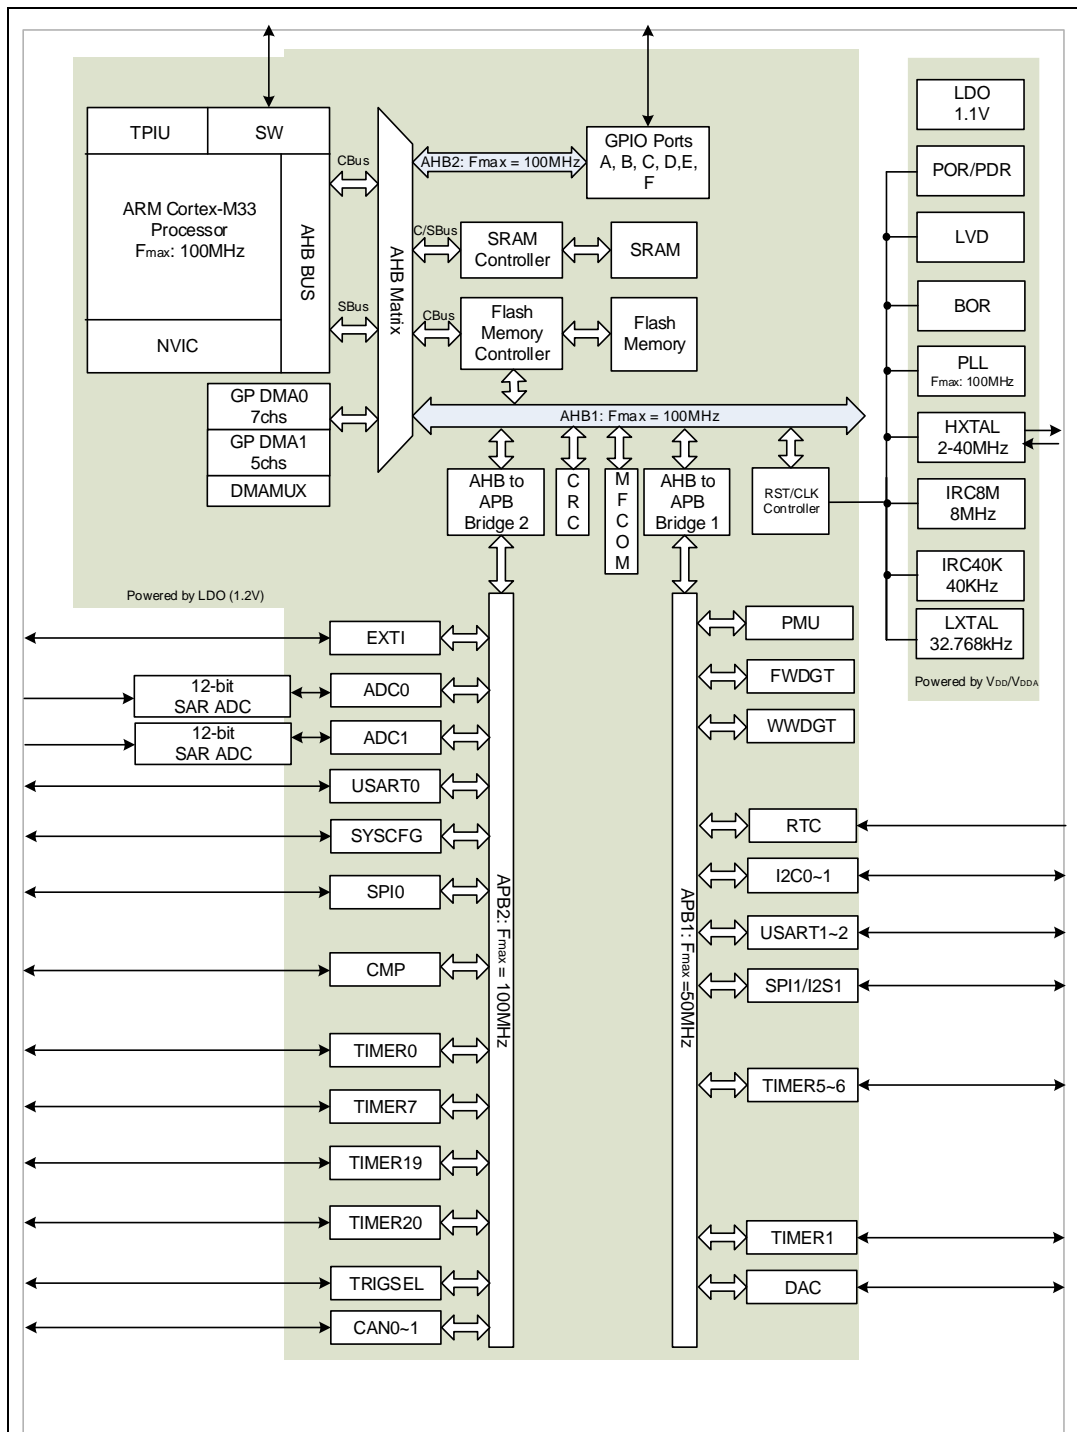 TPIU
SW
ARM Cortex-M33
Processor
Fmax: 100MHz
AHB BUS
NVIC
CBus
SBus
GP DMA0
7chs
GP DMA1
5chs
DMAMUX
AHB Matrix
AHB2: Fmax = 100MHz
GPIO Ports
A, B, C, D,E,
F
C/SBus
SRAM
Controller
SRAM
CBus
Flash
Memory
Controller
Flash
Memory
AHB1: Fmax = 100MHz
AHB to
APB
Bridge 2
C
R
C
M
F
C
O
M
AHB to
APB
Bridge 1
RST/CLK
Controller
LDO
1.1V
POR/PDR
LVD
BOR
PLL
Fmax: 100MHz
HXTAL
2-40MHz
IRC8M
8MHz
IRC40K
40KHz
LXTAL
32.768kHz
Powered by VDD/VDDA
Powered by LDO (1.2V)
EXTI
12-bit
SAR ADC
ADC0
12-bit
SAR ADC
ADC1
USART0
SYSCFG
SPI0
CMP
TIMER0
TIMER7
TIMER19
TIMER20
TRIGSEL
CAN0~1
APB2: Fmax = 100MHz
APB1: Fmax =50MHz
PMU
FWDGT
WWDGT
RTC
I2C0~1
USART1~2
SPI1/I2S1
TIMER5~6
TIMER1
DAC